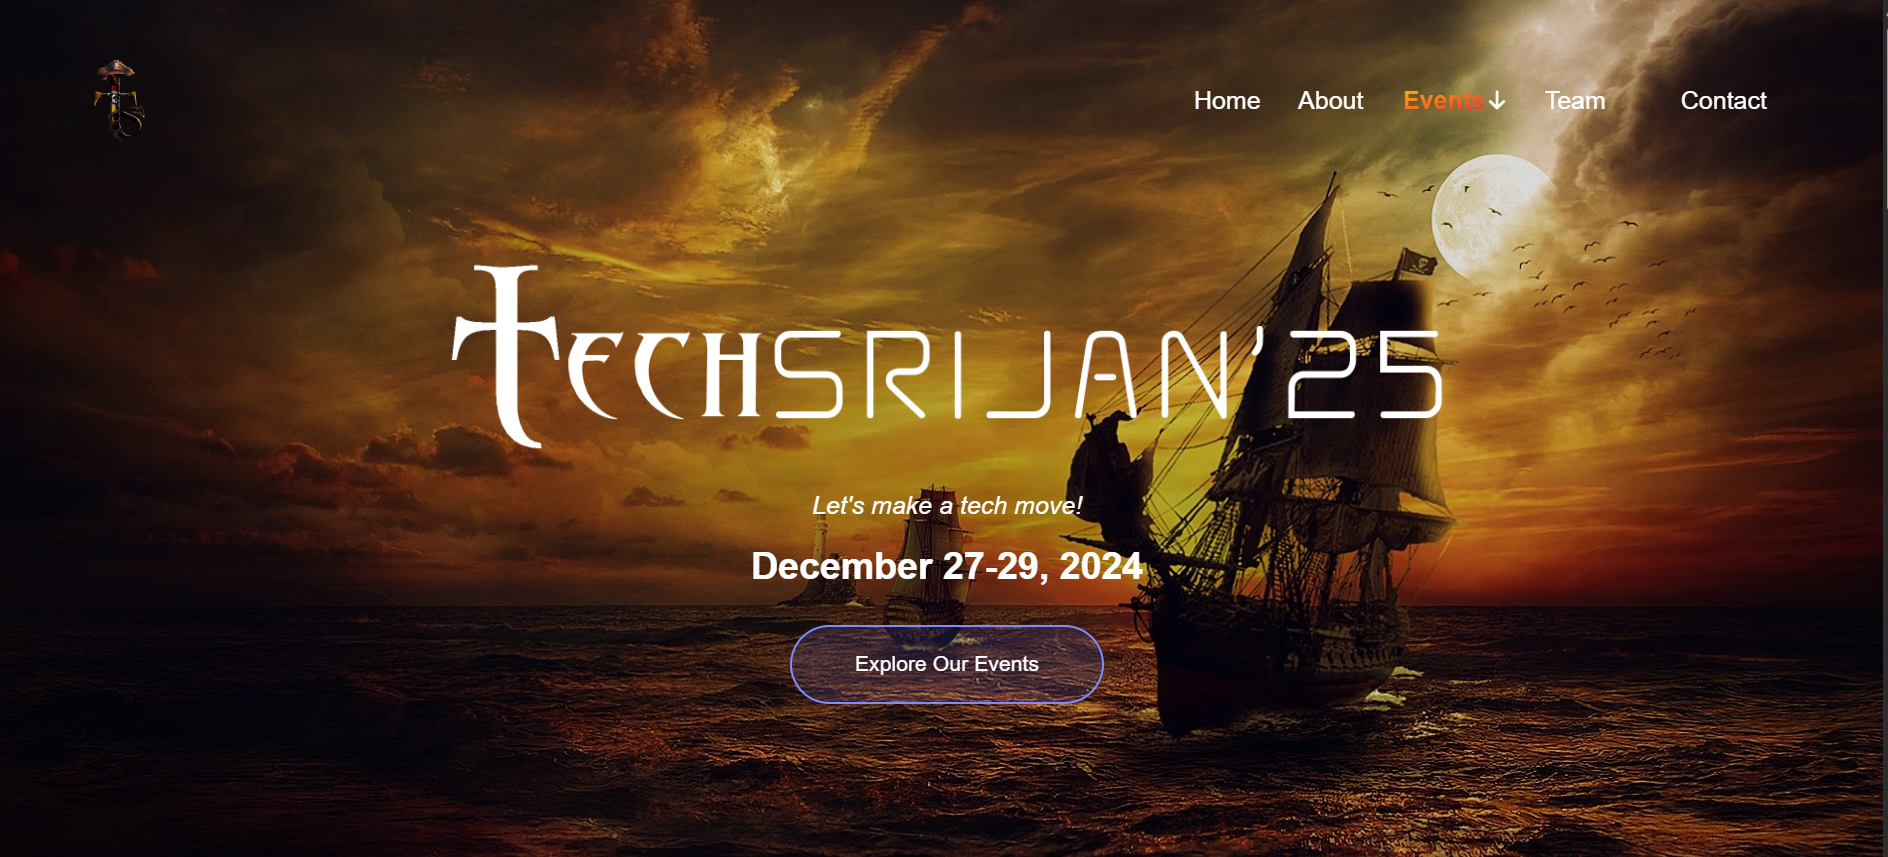 Home About Events Team Contact
TECHSRIJAN'25
Let's make a tech move!
December 27-29, 2024
Explore Our Events